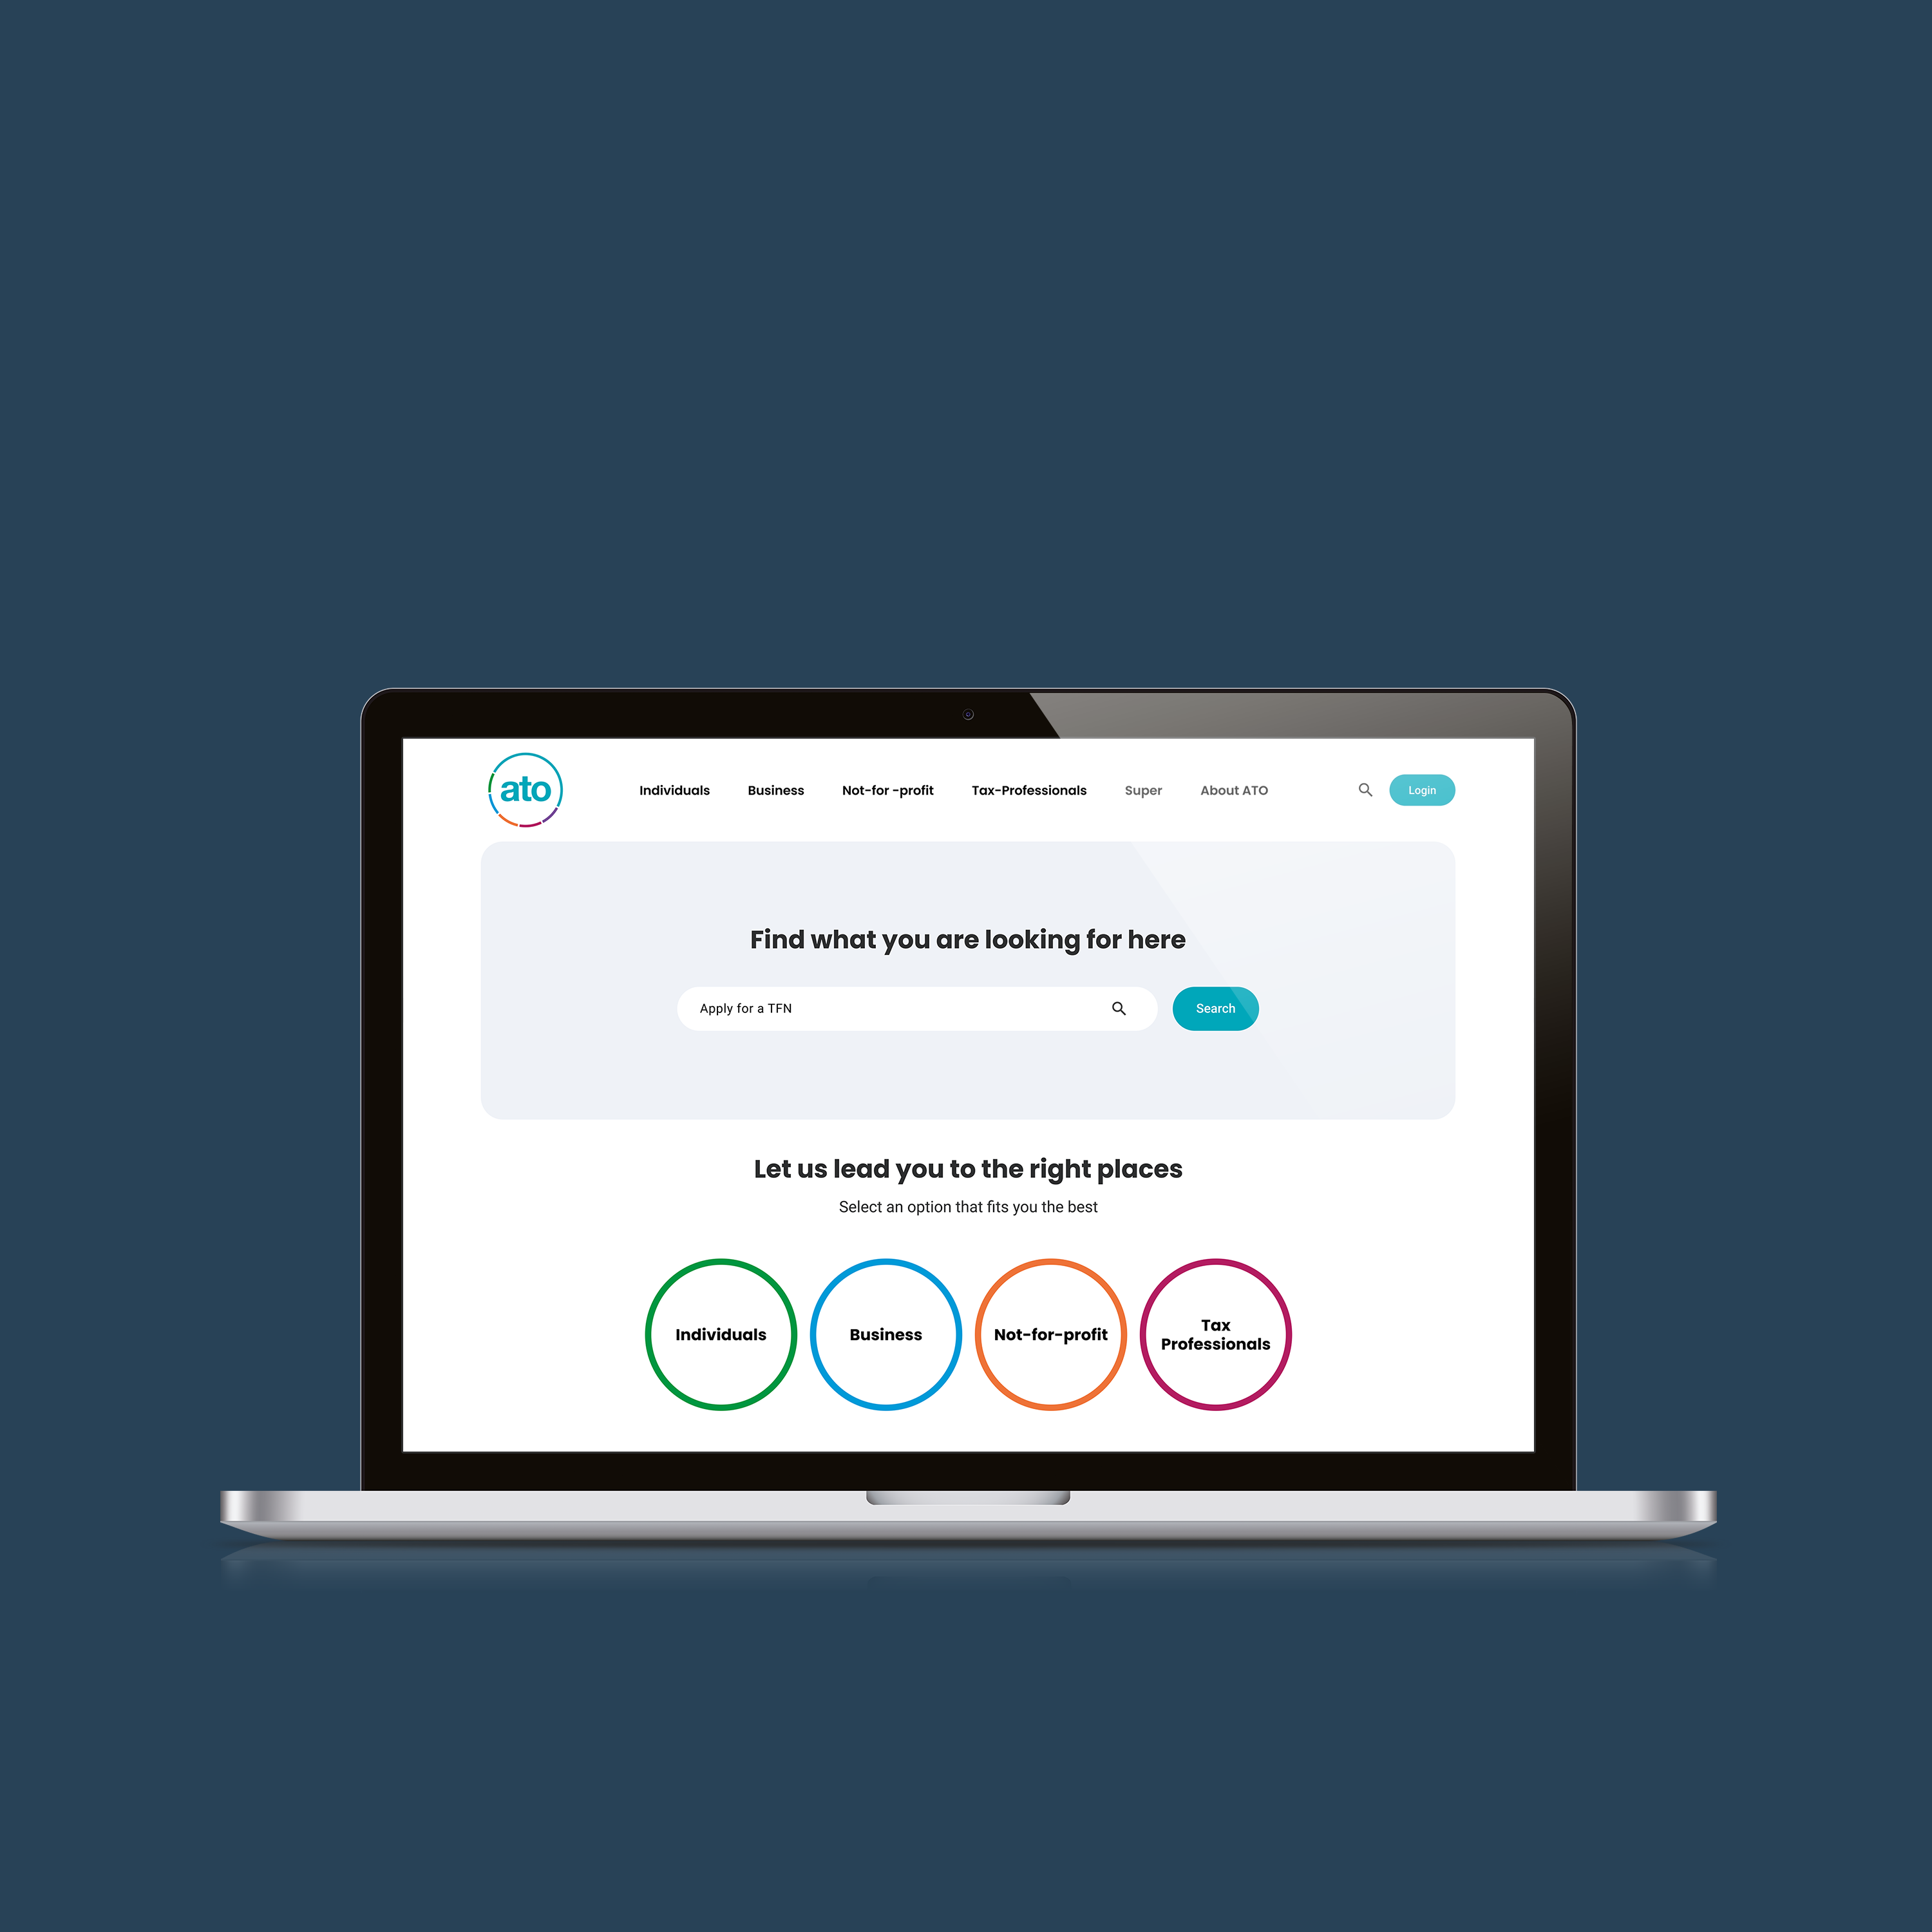 ato
Individuals Business Not-for -profit Tax-Professionals Super About ATO Login
Find what you are looking for here
Apply for a TFN Search
Let us lead you to the right places
Select an option that fits you the best
Individuals Business Not-for-profit Tax
Professionals